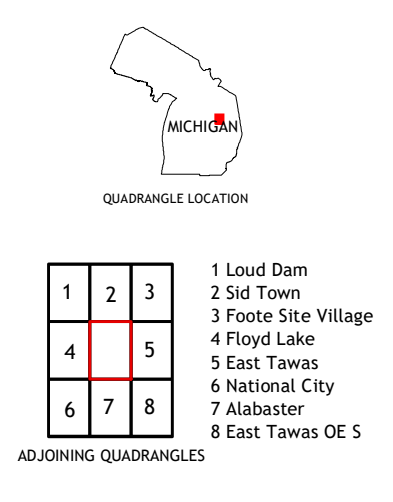 MICHIGAN
QUADRANGLE LOCATION
1 2 3
4 5
6 7 8
1 Loud Dam
2 Sid Town
3 Foote Site Village
4 Floyd Lake
5 East Tawas
6 National City
7 Alabaster
8 East Tawas OE S
ADJOINING QUADRANGLES